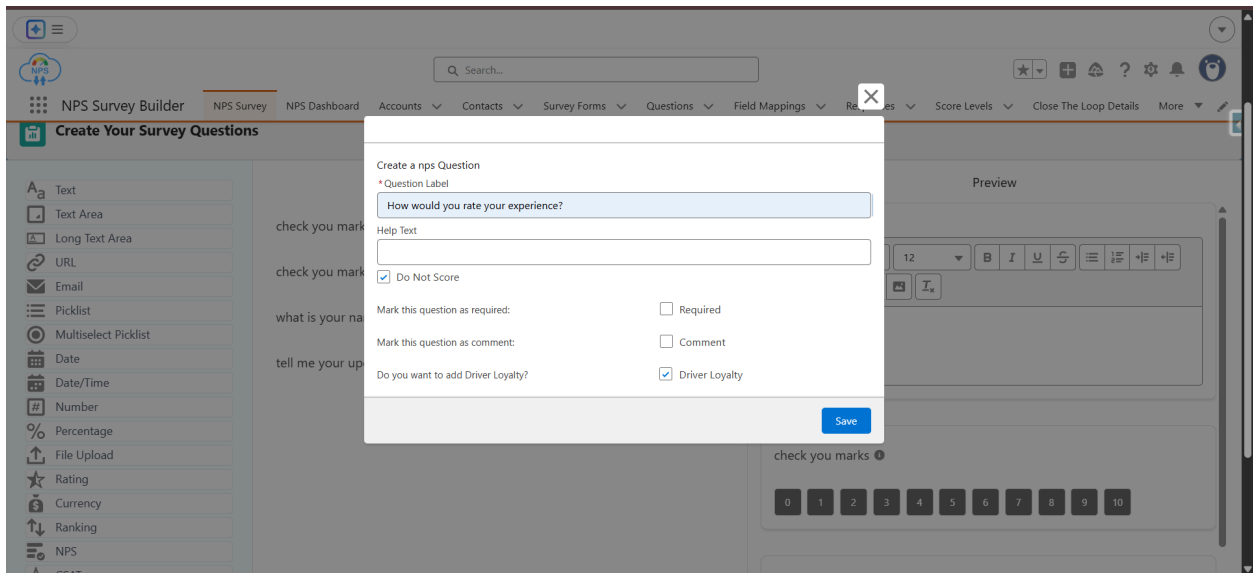 NPS
Search...
NPS Survey Builder
NPS Survey
NPS Dashboard
Accounts
Contacts
Survey Forms
Questions
Field Mappings
Score Levels
Close The Loop Details
More
Create Your Survey Questions
Text
Text Area
Long Text Area
URL
Email
Picklist
Multiselect Picklist
Date
Date/Time
Number
Percentage
File Upload
Rating
Currency
Ranking
NPS
check you mark
check you mark
what is your na
tell me your up
Create a nps Question
*Question Label
How would you rate your experience?
Help Text
Do Not Score
Mark this question as required:
Required
Mark this question as comment:
Comment
Do you want to add Driver Loyalty?
Driver Loyalty
Save
Preview
12
B I U S
check you marks
0 1 2 3 4 5 6 7 8 9 10